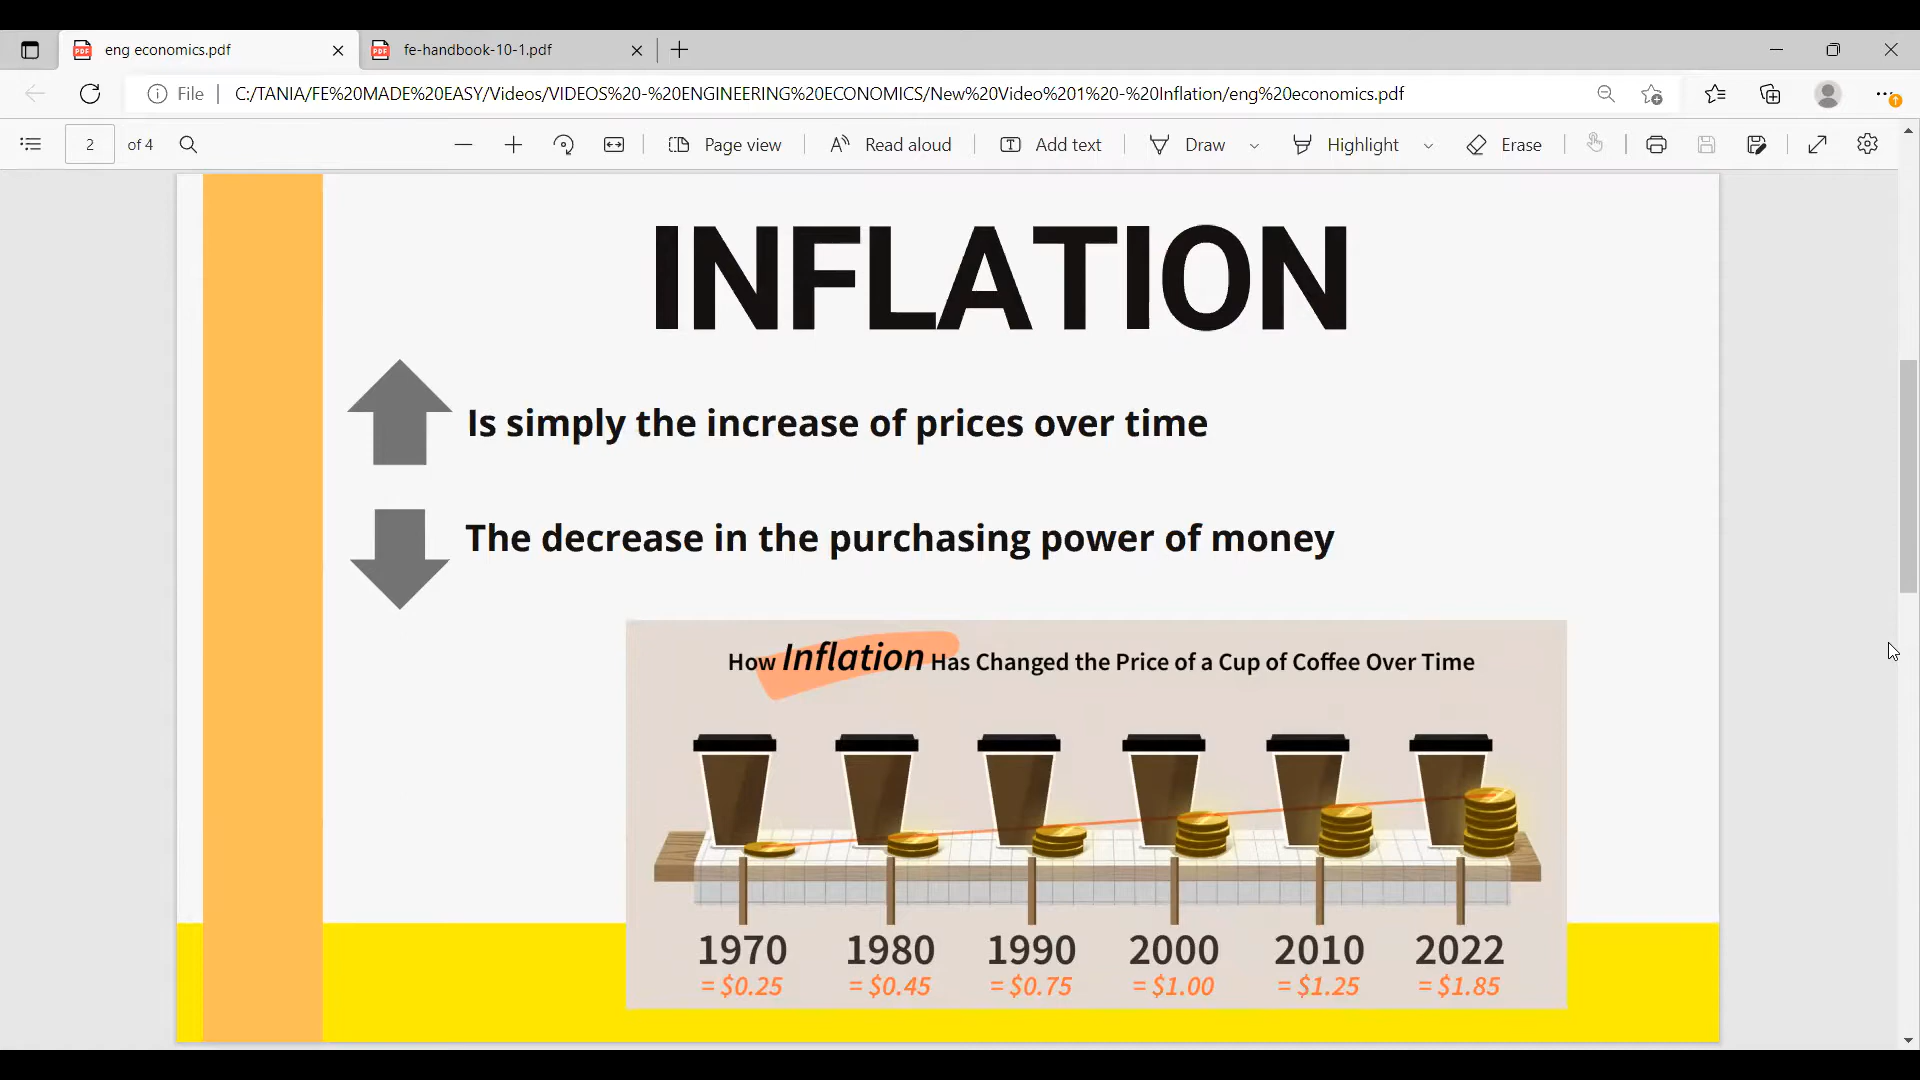 eng economics.pdf
fe-handbook-10-1.pdf
File
C:/TANIA/FE%20MADE%20EASY/Videos/VIDEOS%20-%20ENGINEERING%20ECONOMICS/New%20Video%201%20-%20Inflation/eng%20economics.pdf
2 of 4
Page view
Read aloud
Add text
Draw
Highlight
Erase
INFLATION
Is simply the increase of prices over time
The decrease in the purchasing power of money
How Inflation Has Changed the Price of a Cup of Coffee Over Time
1970 1980 1990 2000 2010 2022
= $0.25 = $0.45 = $0.75 = $1.00 = $1.25 = $1.85